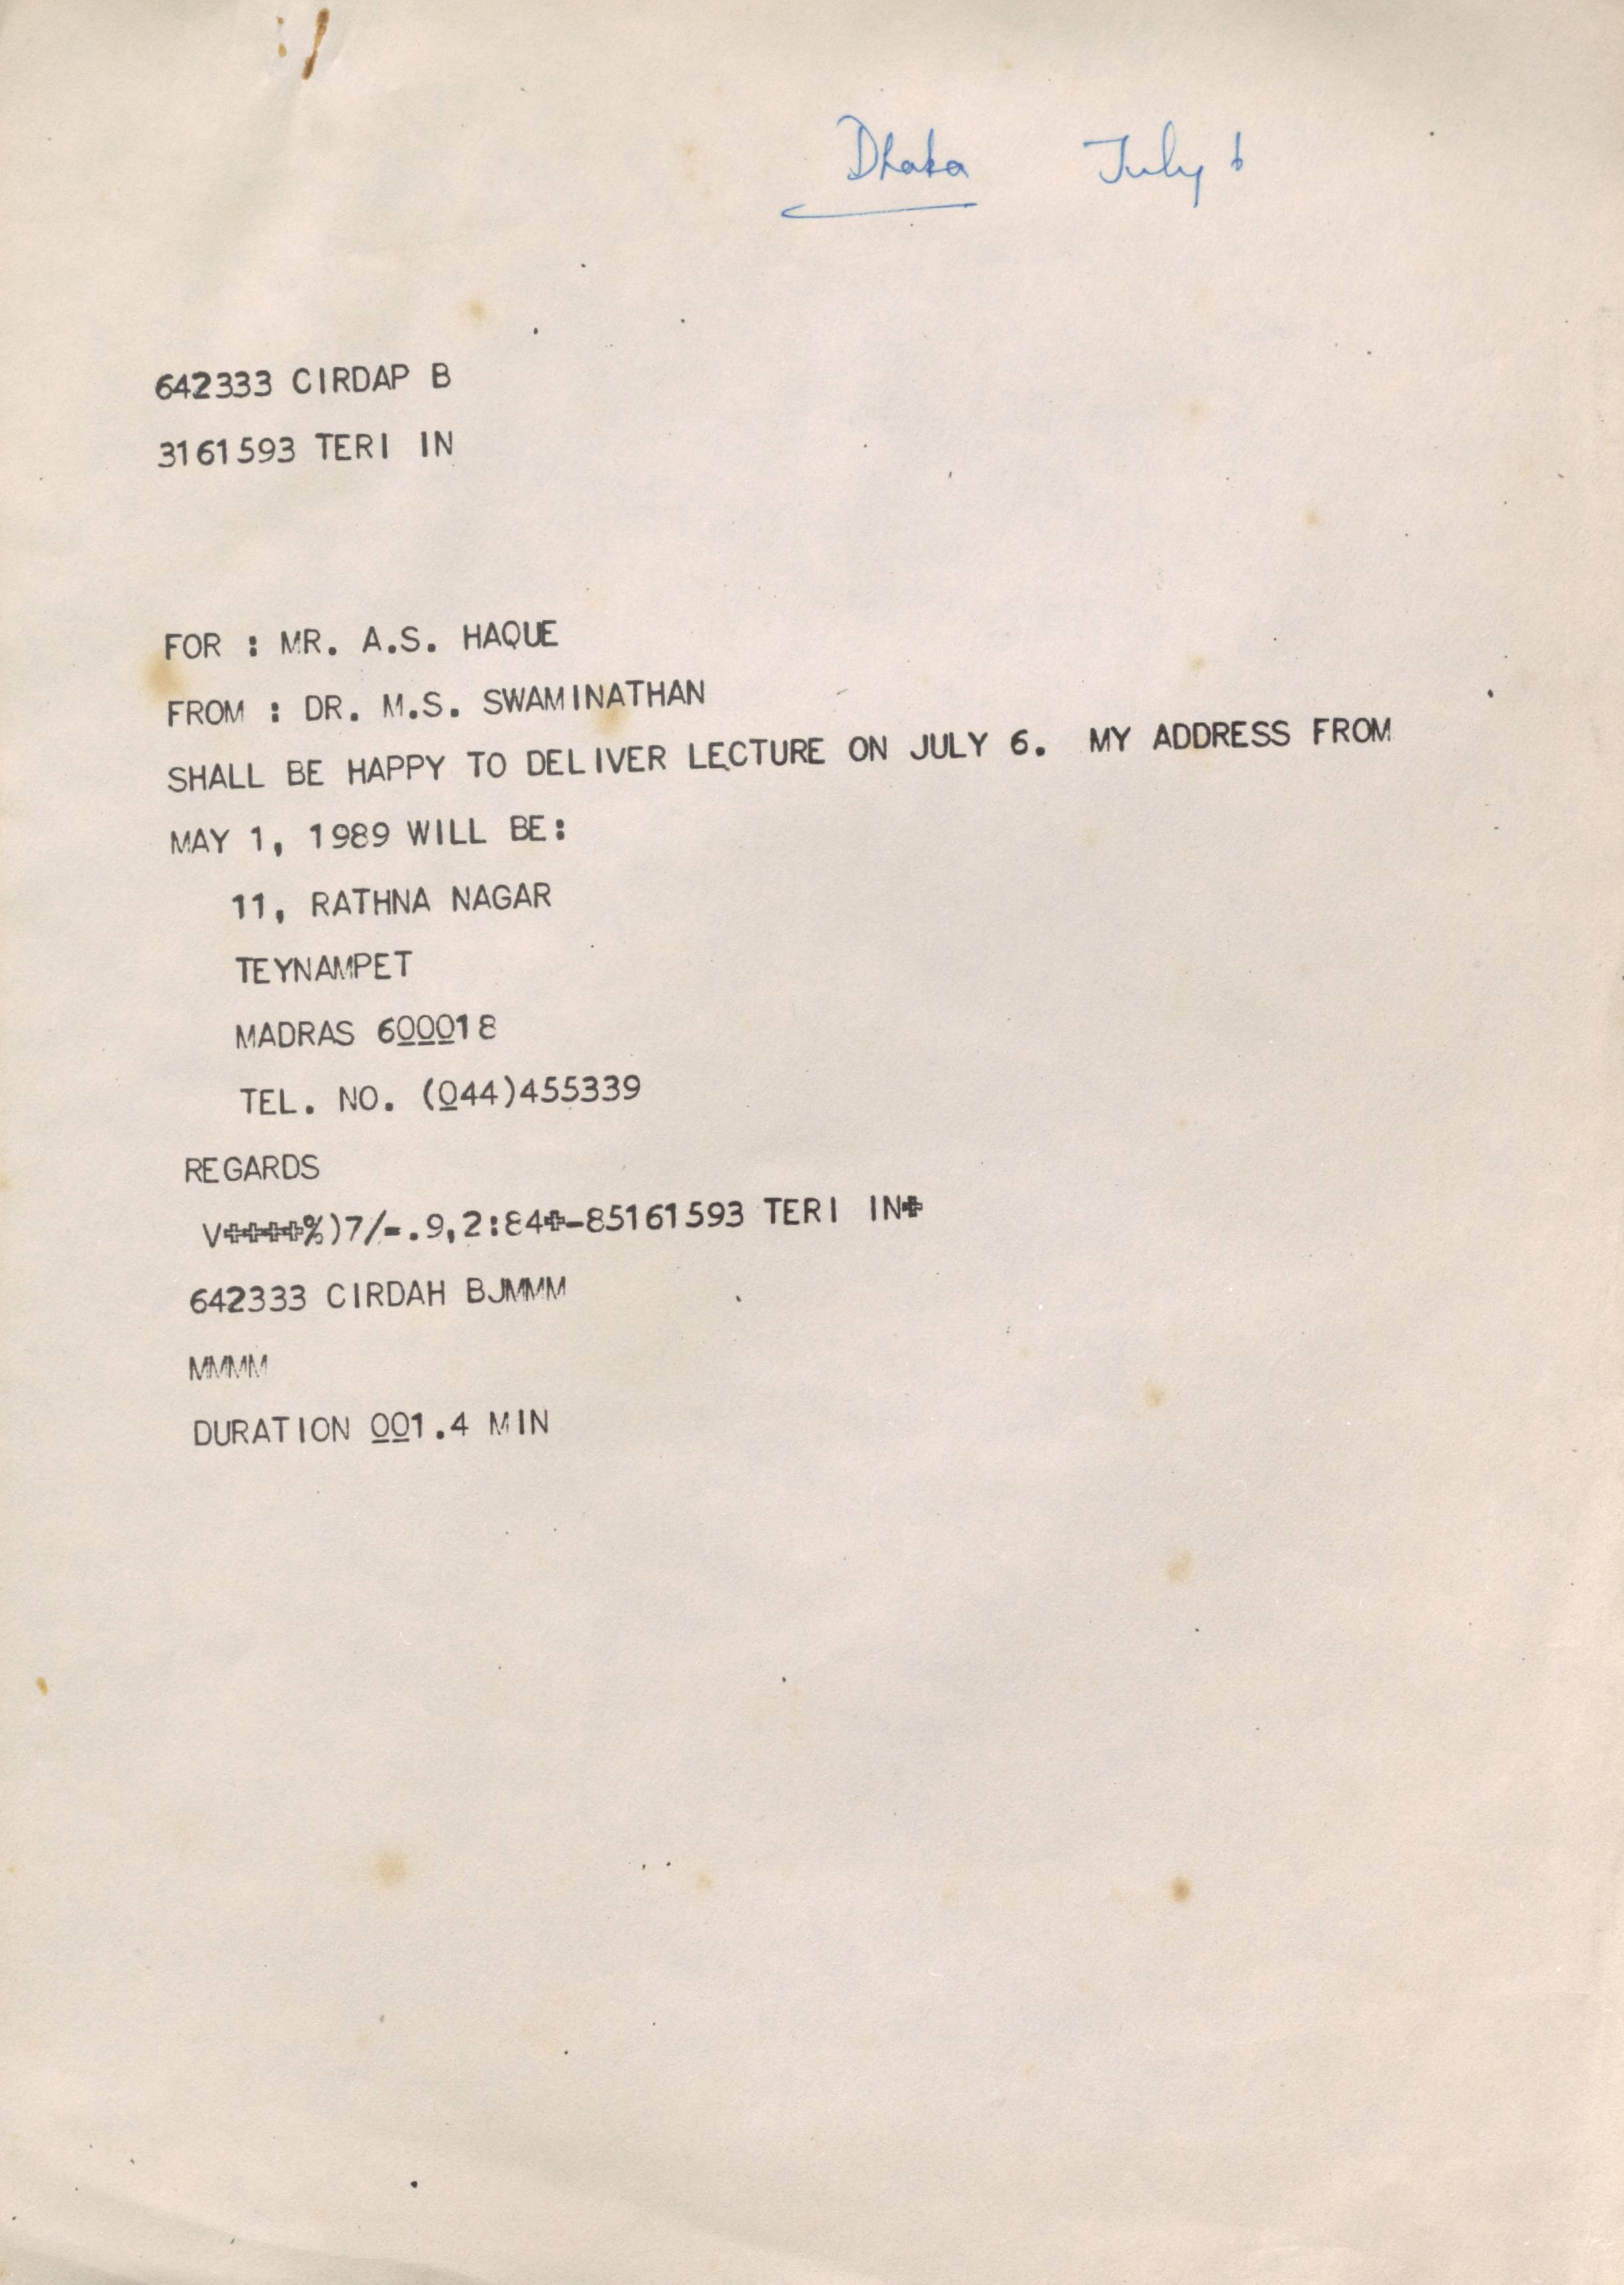 Dhaka July 6
642333 CIRDAP B
3161593 TERI IN
FOR : MR. A.S. HAQUE
FROM : DR. M.S. SWAMINATHAN
SHALL BE HAPPY TO DELIVER LECTURE ON JULY 6. MY ADDRESS FROM
MAY 1, 1989 WILL BE:
11, RATHNA NAGAR
TEYNAMPET
MADRAS 600018
TEL. NO. (044)455339
REGARDS
V++++%)7/=.9,2:84+-85161593 TERI IN+
642333 CIRDAH BJMMM
MMMM
DURATION 001.4 MIN